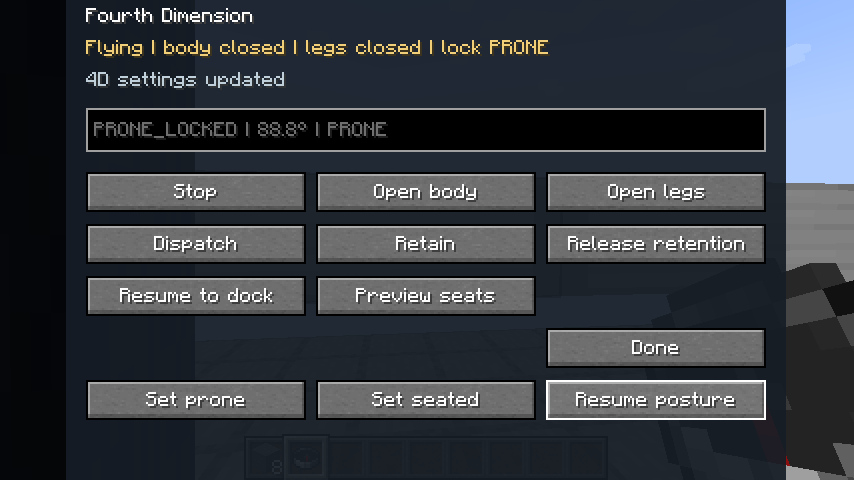 Fourth Dimension
Flying | body closed | legs closed | lock PRONE
4D settings updated
PRONE_LOCKED | 88.8° | PRONE
Stop Open body Open legs
Dispatch Retain Release retention
Resume to dock Preview seats
Done
Set prone Set seated Resume posture
8